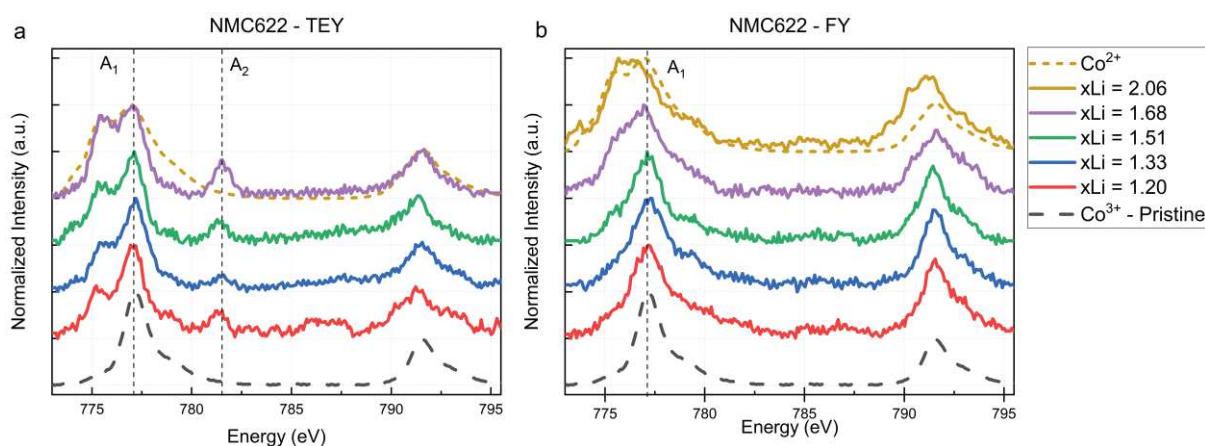 a
NMC622 - TEY
A₁
A₂
Normalized Intensity (a.u.)
775 780 785 790 795
Energy (eV)
b
NMC622 - FY
A₁
Normalized Intensity (a.u.)
775 780 785 790 795
Energy (eV)
Co²⁺
xLi = 2.06
xLi = 1.68
xLi = 1.51
xLi = 1.33
xLi = 1.20
Co³⁺ - Pristine